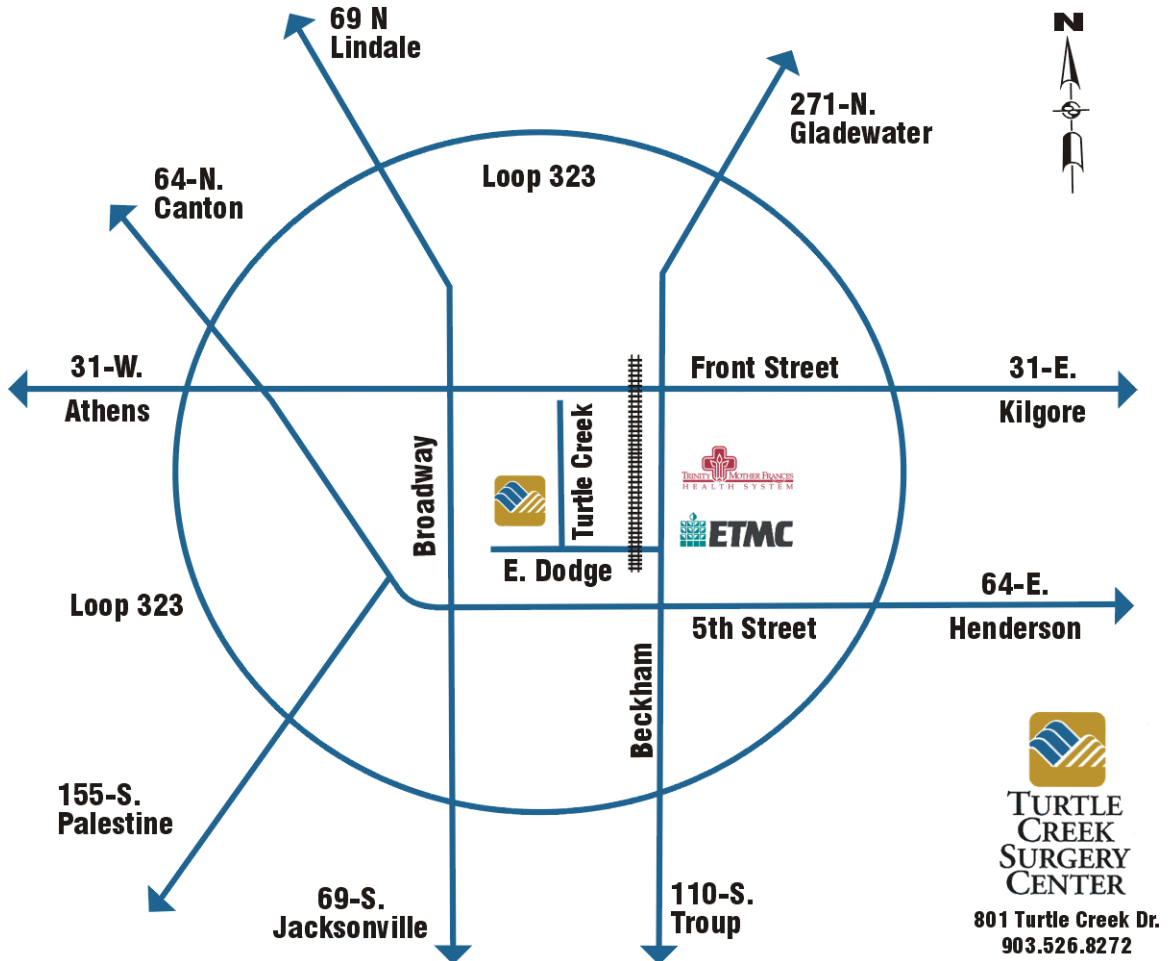 69 N
Lindale
N
271-N.
Gladewater
Loop 323
64-N.
Canton
31-W.
Athens
Front Street
31-E.
Kilgore
Broadway
Turtle Creek
TRINITY MOTHER FRANCES
HEALTH SYSTEM
ETMC
E. Dodge
Loop 323
64-E.
Henderson
5th Street
Beckham
155-S.
Palestine
69-S.
Jacksonville
110-S.
Troup
TURTLE
CREEK
SURGERY
CENTER
801 Turtle Creek Dr.
903.526.8272